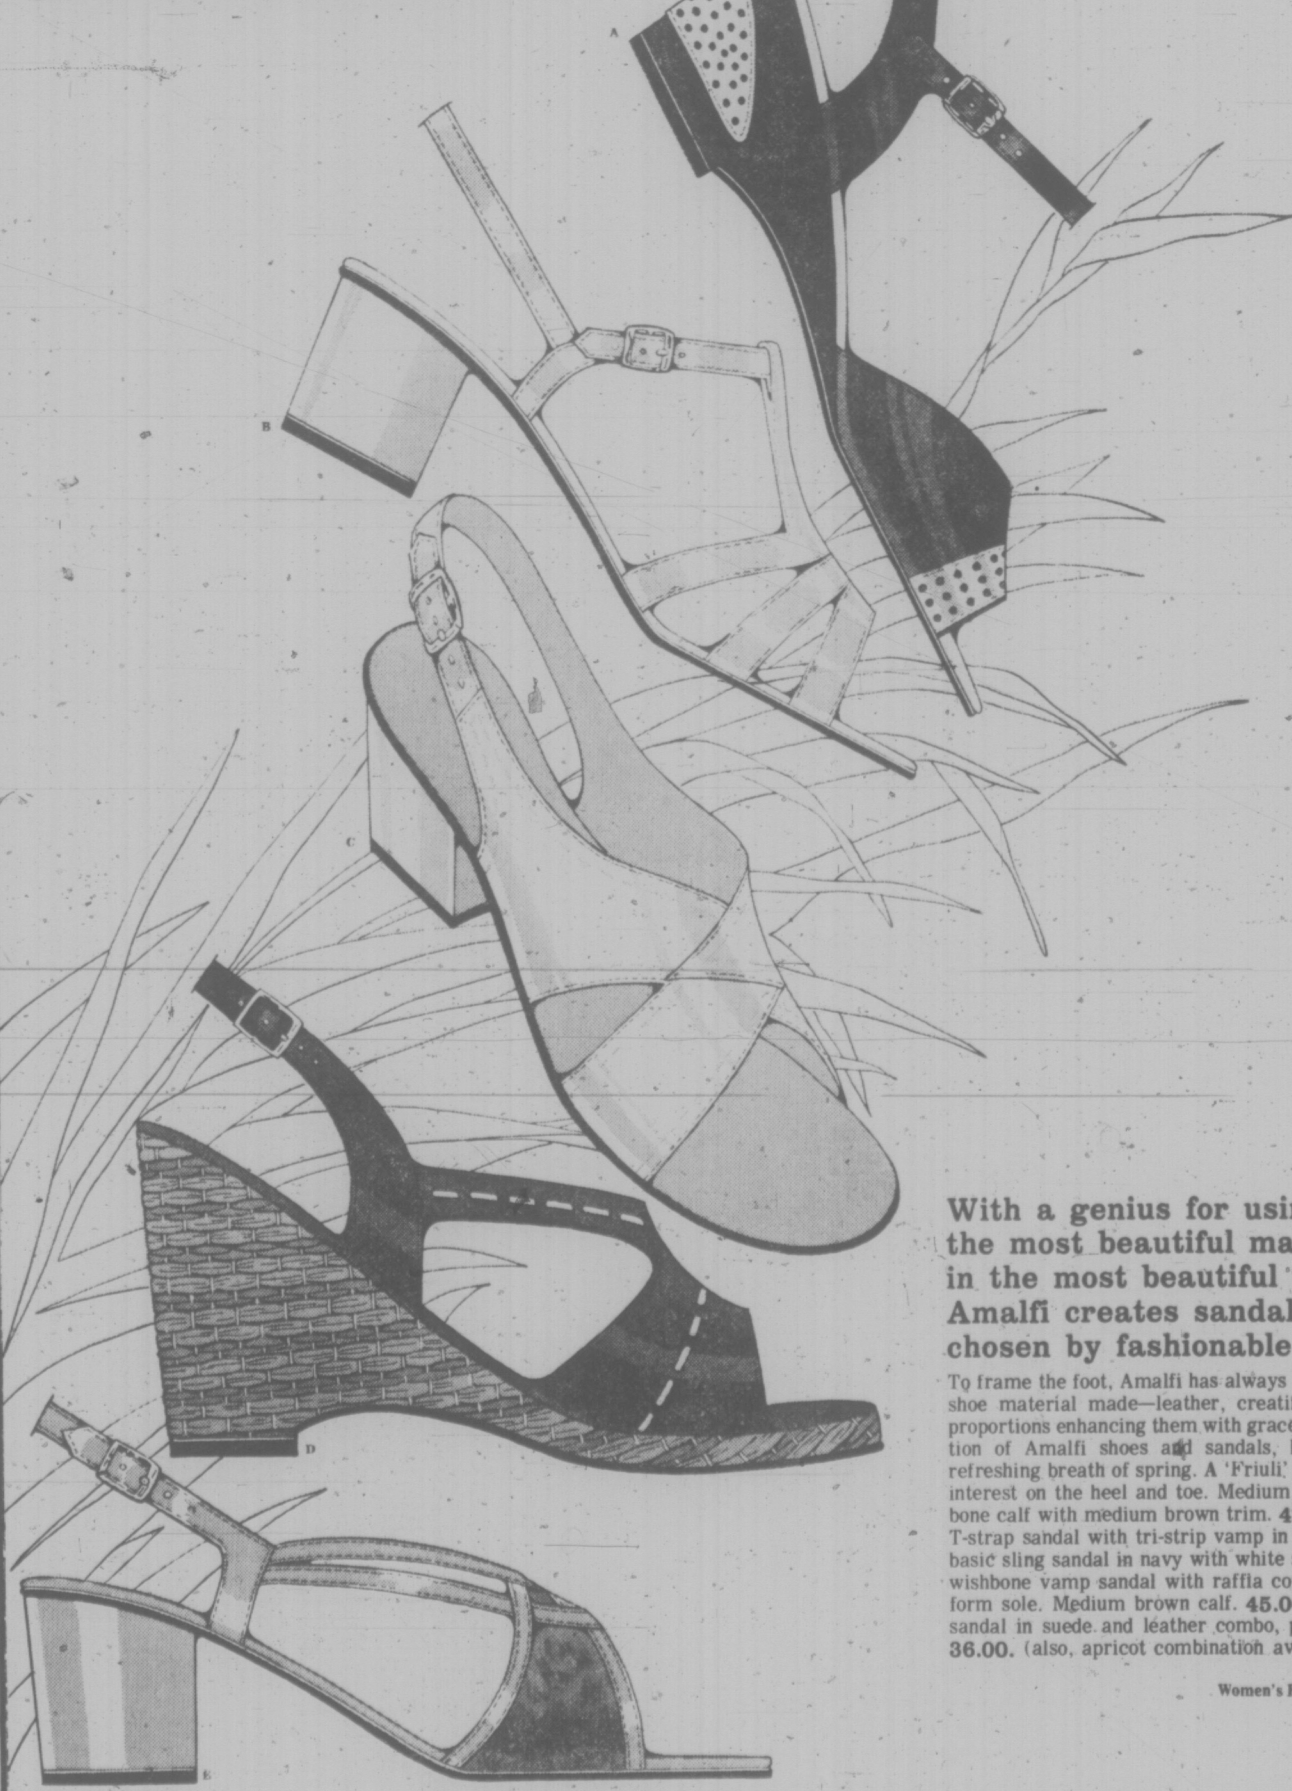 A
B
C
D
E
With a genius for usi
the most beautiful ma
in the most beautiful
Amalfi creates sandal
chosen by fashionable
To frame the foot, Amalfi has always
shoe material made—leather, creati
proportions enhancing them with grac
tion of Amalfi shoes and sandals,
refreshing breath of spring. A 'Friuli,'
interest on the heel and toe. Medium
bone calf with medium brown trim. 4
T-strap sandal with tri-strip vamp in
basic sling sandal in navy with white
wishbone vamp sandal with raffia co
form sole. Medium brown calf. 45.0
sandal in suede and leather combo,
36.00. (also, apricot combination av
Women's